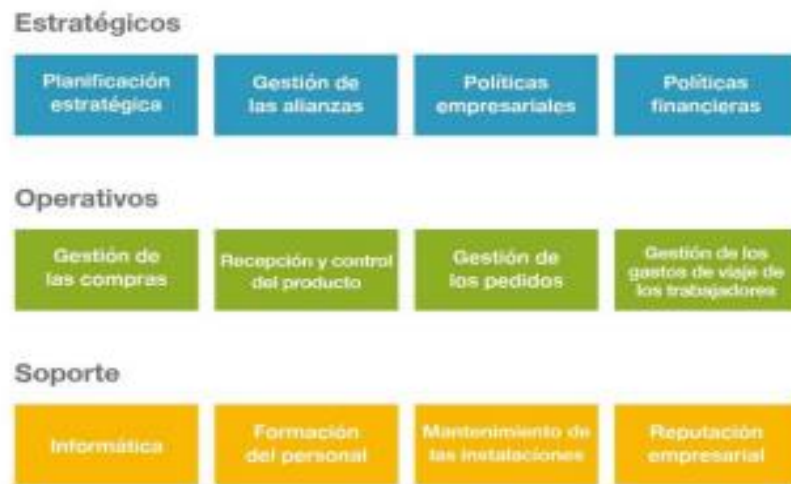 Estratégicos
Planificación
estratégica
Gestión de
las alianzas
Políticas
empresariales
Políticas
financieras
Operativos
Gestión de
las compras
Recepción y control
del producto
Gestión de
los pedidos
Gestión de los
gastos de viaje de
los trabajadores
Soporte
Informática
Formación
del personal
Mantenimiento de
las instalaciones
Reputación
empresarial